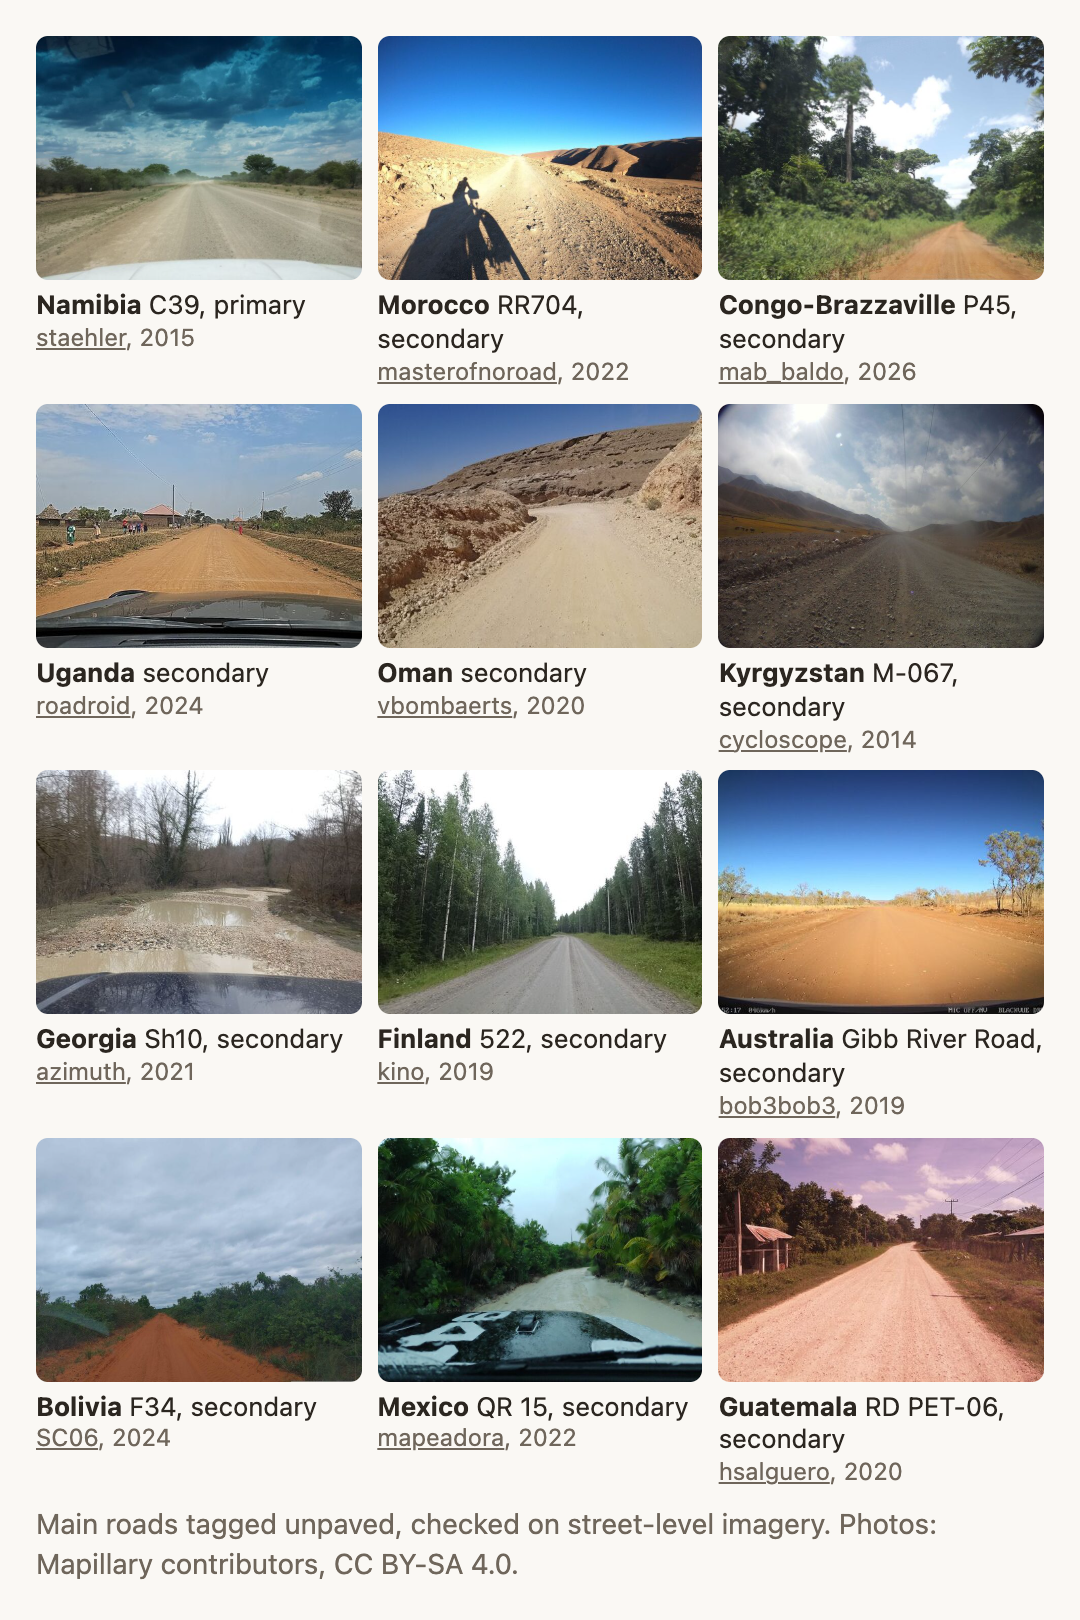 Namibia C39, primary
staehler, 2015
Morocco RR704,
secondary
masterofnoroad, 2022
Congo-Brazzaville P45,
secondary
mab_baldo, 2026
Uganda secondary
roadroid, 2024
Oman secondary
vbombaerts, 2020
Kyrgyzstan M-067,
secondary
cycloscope, 2014
Georgia Sh10, secondary
azimuth, 2021
Finland 522, secondary
kino, 2019
Australia Gibb River Road,
secondary
bob3bob3, 2019
Bolivia F34, secondary
SC06, 2024
Mexico QR 15, secondary
mapeadora, 2022
Guatemala RD PET-06,
secondary
hsalguero, 2020
Main roads tagged unpaved, checked on street-level imagery. Photos:
Mapillary contributors, CC BY-SA 4.0.